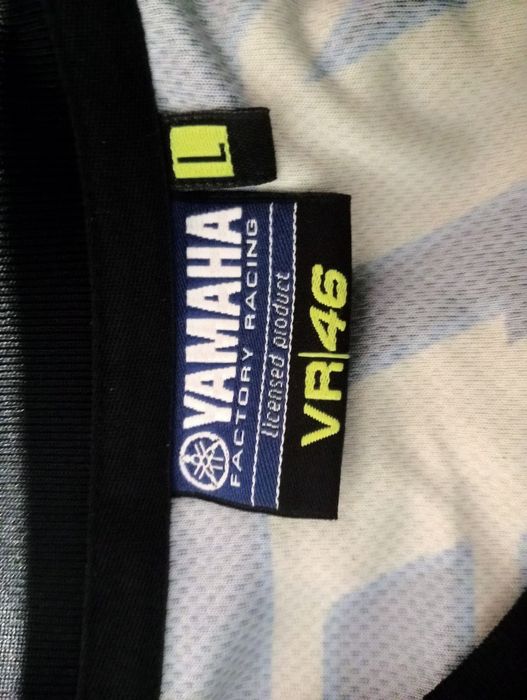 L
YAMAHA
FACTORY RACING
licensed product
VR|46